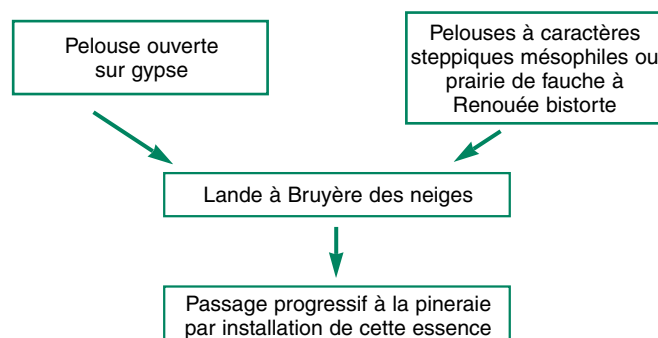 Pelouse ouverte
sur gypse
Pelouses à caractères
steppiques mésophiles ou
prairie de fauche à
Renouée bistorte
Lande à Bruyère des neiges
Passage progressif à la pineraie
par installation de cette essence